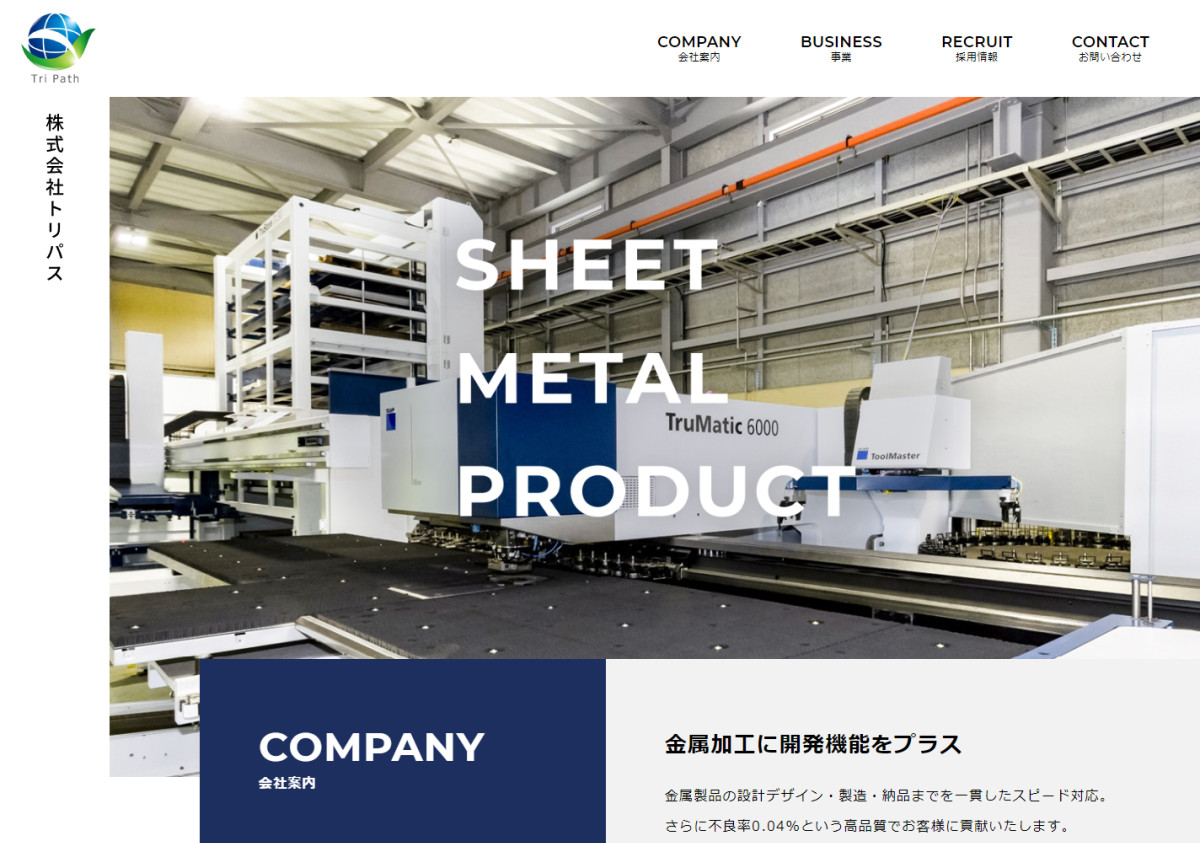 Tri Path
COMPANY
会社案内
BUSINESS
事業
RECRUIT
採用情報
CONTACT
お問い合わせ
株式会社トリパス
SHEET
METAL
PRODUCT
TruMatic 6000
ToolMaster
COMPANY
会社案内
金属加工に開発機能をプラス
金属製品の設計デザイン・製造・納品までを一貫したスピード対応。
さらに不良率0.04%という高品質でお客様に貢献いたします。